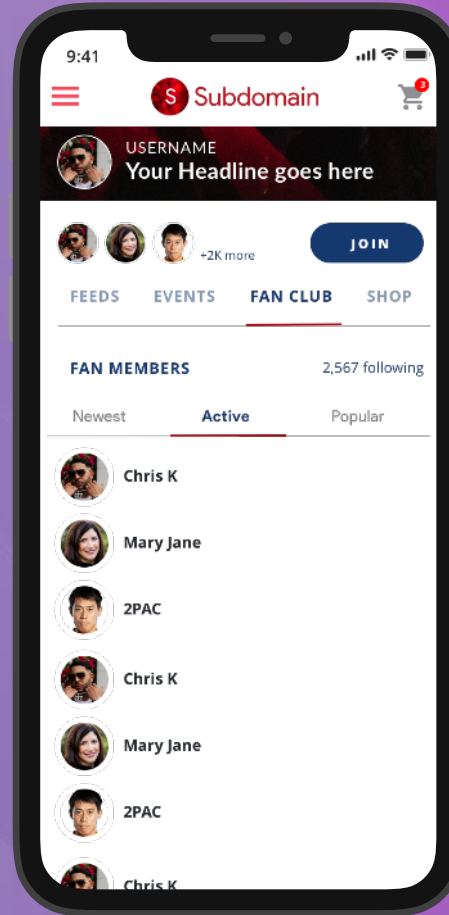 9:41
S Subdomain
3
USERNAME
Your Headline goes here
+2K more
JOIN
FEEDS EVENTS FAN CLUB SHOP
FAN MEMBERS 2,567 following
Newest Active Popular
Chris K
Mary Jane
2PAC
Chris K
Mary Jane
2PAC
Chris K